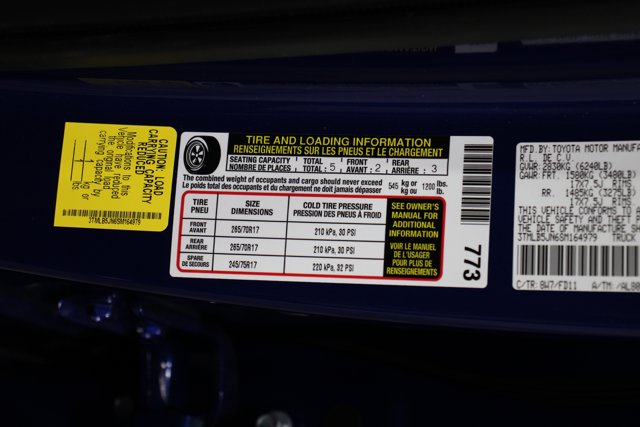 CAUTION: LOAD
CARRYING CAPACITY
REDUCED
Modifications to this
Vehicle have reduced
carrying capacity by
kg or
lbs
3TMLB5JN6SM164979
TIRE AND LOADING INFORMATION
RENSEIGNEMENTS SUR LES PNEUS ET LE CHARGEMENT
SEATING CAPACITY TOTAL 5 FRONT 2 REAR 3
NOMBRE DE PLACES : TOTAL : AVANT : ARRIÈRE :
The combined weight of occupants and cargo should never exceed 545 kg or 1200 lbs.
Le poids total des occupants et du chargement ne doit jamais dépasser kg ou lb.
TIRE
PNEU
SIZE
DIMENSIONS
COLD TIRE PRESSURE
PRESSION DES PNEUS À FROID
FRONT
AVANT
265/70R17
210 kPa, 30 PSI
REAR
ARRIÈRE
265/70R17
210 kPa, 30 PSI
SPARE
DE SECOURS
245/75R17
220 kPa, 32 PSI
SEE OWNER'S
MANUAL FOR
ADDITIONAL
INFORMATION
VOIR LE MANUEL
DE L'USAGER
POUR PLUS DE
RENSEIGNEMENTS
773
MFD.BY: TOYOTA MOTOR MANUFA
R.L. DE C.V.
GVWR: 2830KG (6240LB)
GAWR: FRT. 1580KG (3480LB)
17X7.5J RIM
RR. 1485KG (3275LB
17X7.5J RIM
THIS VEHICLE CONFORMS
VEHICLE SAFETY AND THEFT
THE DATE OF MANUFACTURE SH
3TMLB5JN6SM164979 TRUCK
C/TR: 8W7/FD11 A/TM: